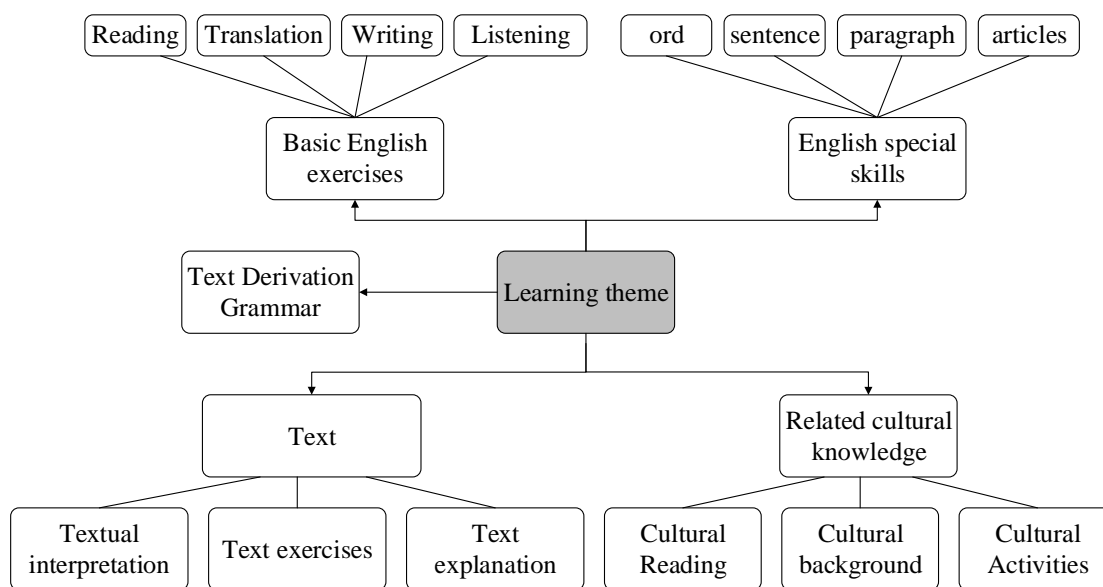 Reading
Translation
Writing
Listening
ord
sentence
paragraph
articles
Basic English
exercises
English special
skills
Text Derivation
Grammar
Learning theme
Text
Related cultural
knowledge
Textual
interpretation
Text exercises
Text
explanation
Cultural
Reading
Cultural
background
Cultural
Activities